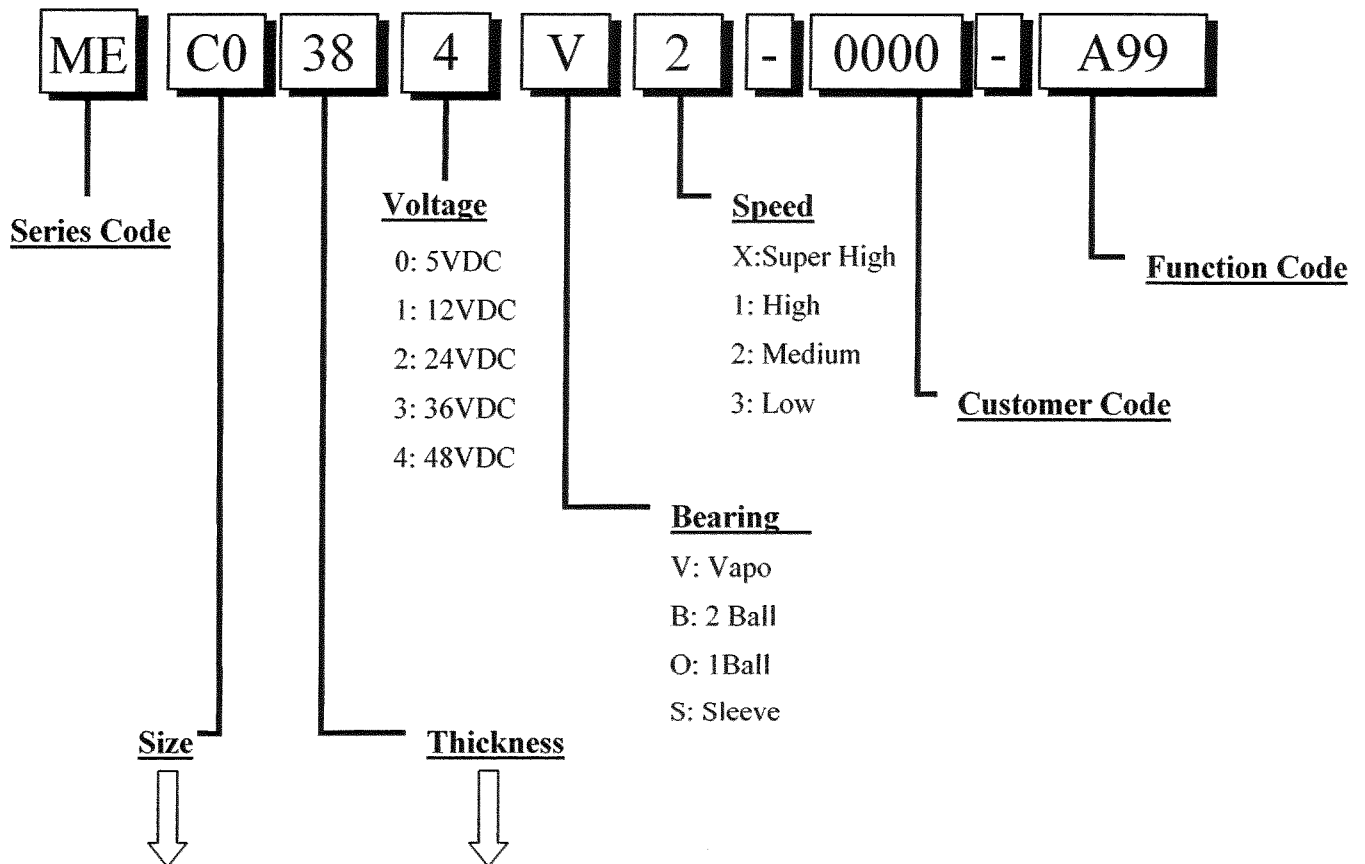 ME C0 38 4 V 2 - 0000 - A99
Series Code
Voltage
0: 5VDC
1: 12VDC
2: 24VDC
3: 36VDC
4: 48VDC
Speed
X:Super High
1: High
2: Medium
3: Low
Function Code
Customer Code
Bearing
V: Vapo
B: 2 Ball
O: 1Ball
S: Sleeve
Size
Thickness